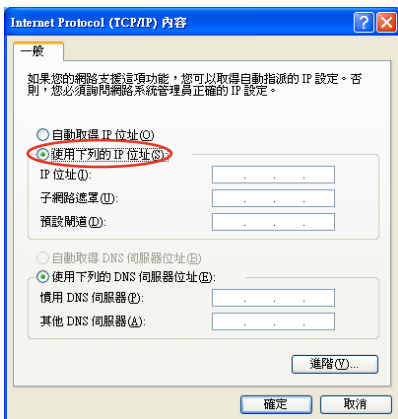 Internet Protocol (TCP/IP) 內容
一般
如果您的網路支援這項功能，您可以取得自動指派的 IP 設定。否
則，您必須詢問網路系統管理員正確的 IP 設定。
自動取得 IP 位址(O)
使用下列的 IP 位址(S):
IP 位址(I):
子網路遮罩(U):
預設閘道(D):
自動取得 DNS 伺服器位址(B)
使用下列的 DNS 伺服器位址(E):
慣用 DNS 伺服器(P):
其他 DNS 伺服器(A):
進階(V)...
確定
取消